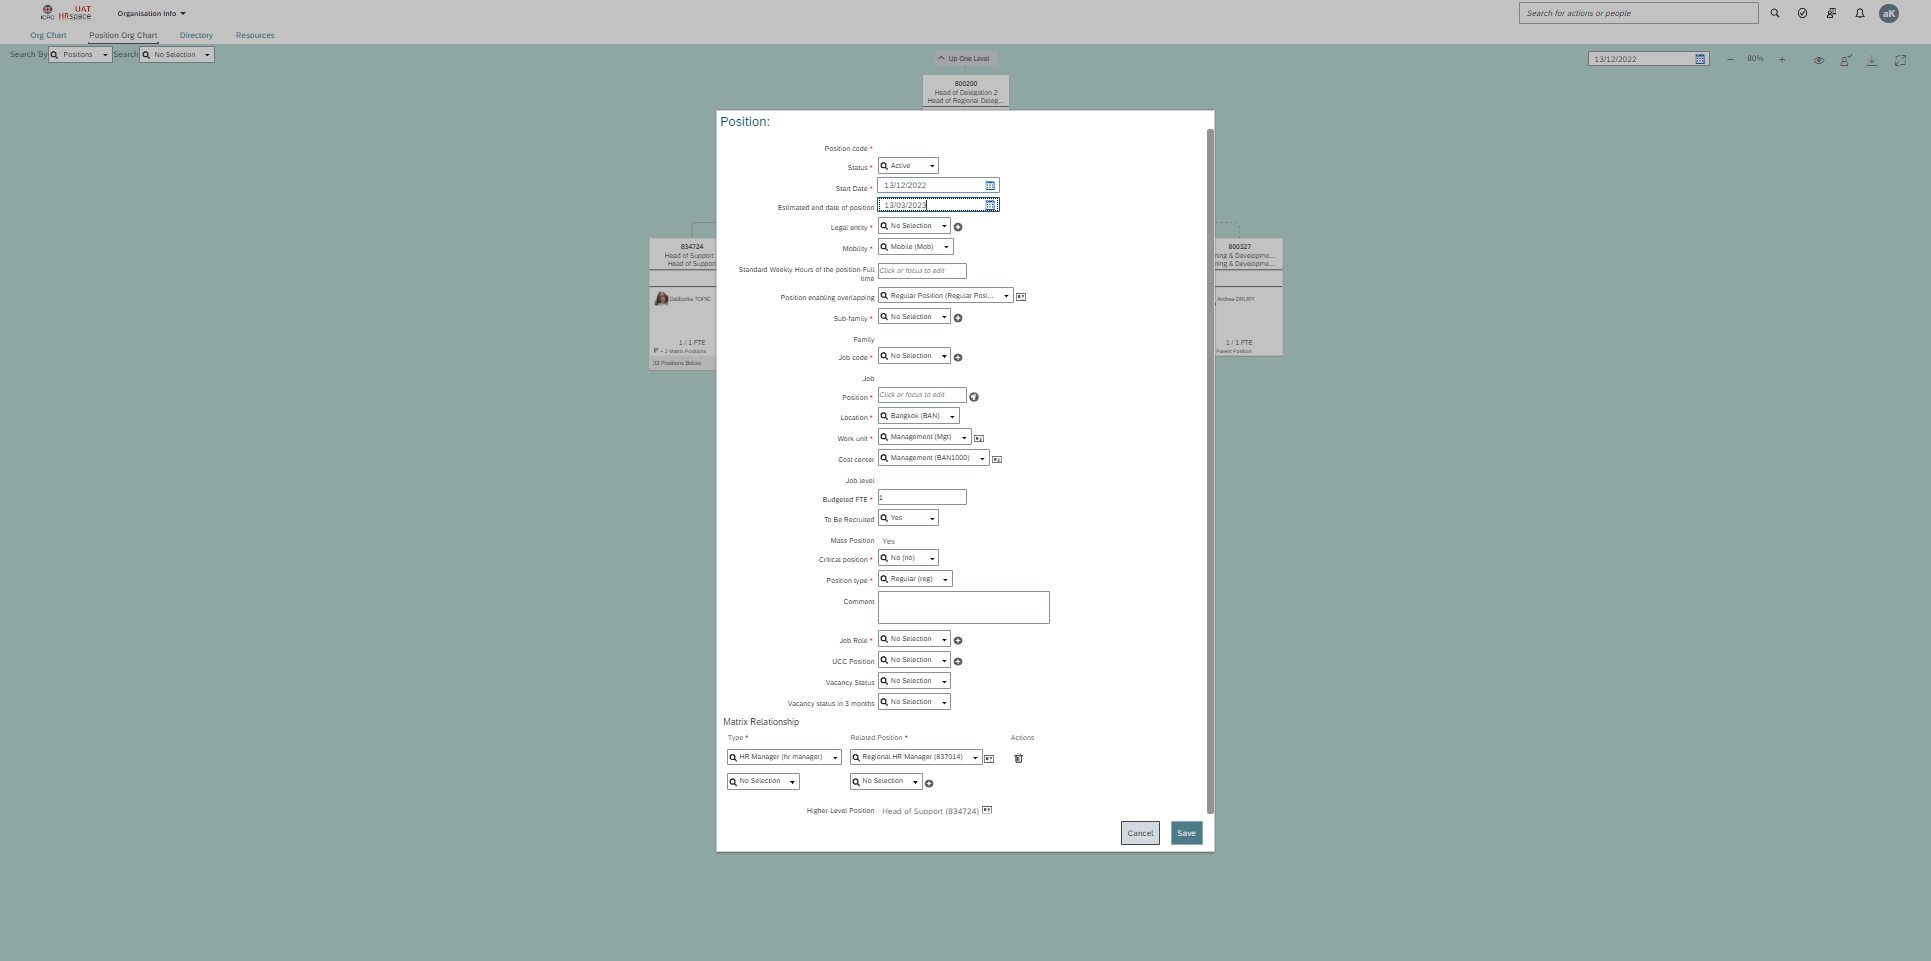 ICRC
UAT
HRspace
Organisation Info
Search for actions or people
aK
Org Chart
Position Org Chart
Directory
Resources
Search By
Positions
Search
No Selection
Up One Level
13/12/2022
80%
800200
Head of Delegation 2
Head of Regional Deleg...
834724
Head of Support
Head of Support
Daliborka TOPIC
1 / 1 FTE
+ 2 Matrix Positions
33 Positions Below
800327
ning & Developme...
ning & Developme...
Andrea DRURY
1 / 1 FTE
Parent Position
Position:
Position code *
Status * Active
Start Date * 13/12/2022
Estimated end date of position 13/03/2023
Legal entity * No Selection
Mobility * Mobile (Mob)
Standard Weekly Hours of the position-Full
time
Click or focus to edit
Position enabling overlapping Regular Position (Regular Posi...
Sub-family * No Selection
Family
Job code * No Selection
Job
Position * Click or focus to edit
Location * Bangkok (BAN)
Work unit * Management (Mgt)
Cost center Management (BAN1000)
Job level
Budgeted FTE * 1
To Be Recruited Yes
Mass Position Yes
Critical position * No (no)
Position type * Regular (reg)
Comment
Job Role * No Selection
UCC Position No Selection
Vacancy Status No Selection
Vacancy status in 3 months No Selection
Matrix Relationship
Type * Related Position * Actions
HR Manager (hr manager) Regional HR Manager (837014)
No Selection No Selection
Higher-Level Position Head of Support (834724)
Cancel
Save